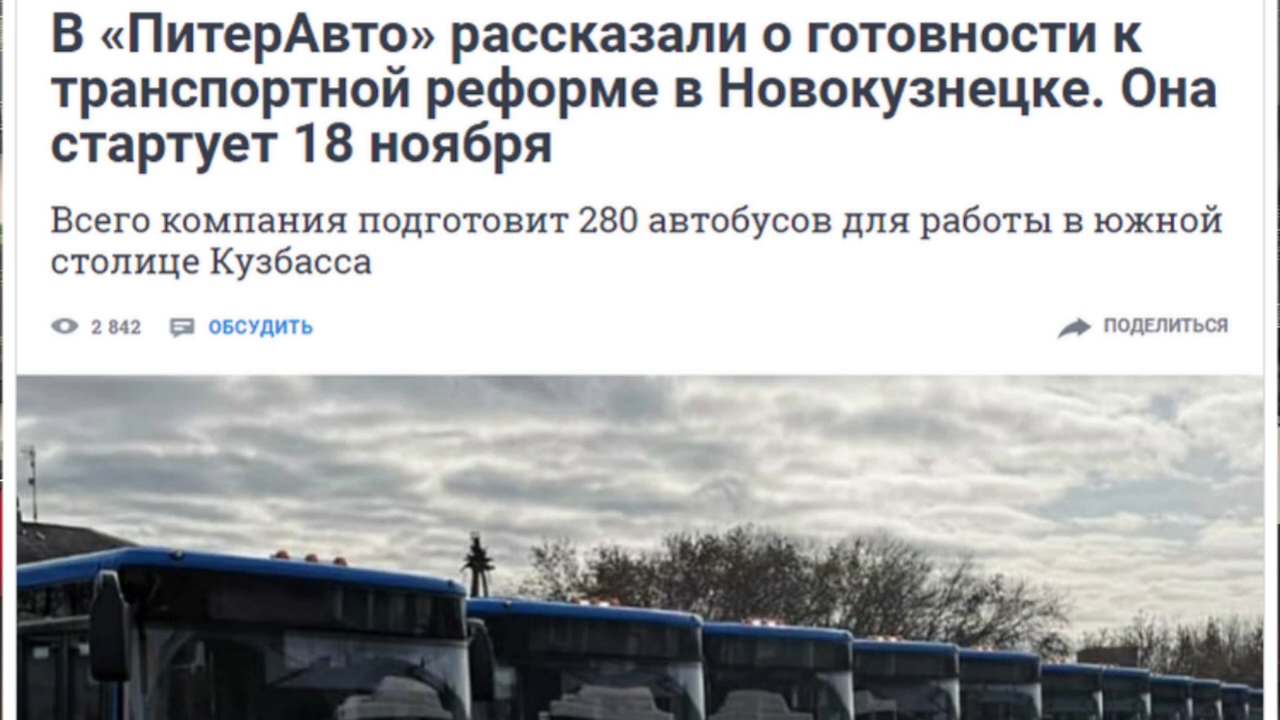 В «ПитерАвто» рассказали о готовности к
транспортной реформе в Новокузнецке. Она
стартует 18 ноября
Всего компания подготовит 280 автобусов для работы в южной
столице Кузбасса
2 842 ОБСУДИТЬ ПОДЕЛИТЬСЯ